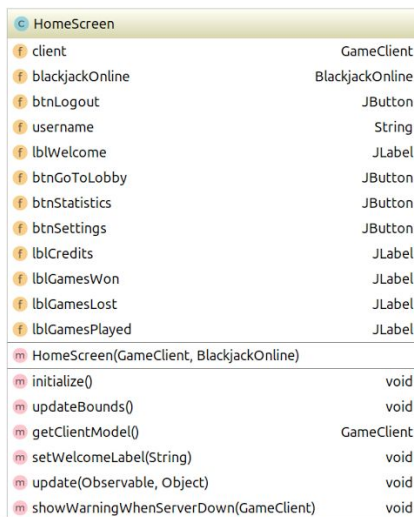 C HomeScreen
f client GameClient
f blackjackOnline BlackjackOnline
f btnLogout JButton
f username String
f lblWelcome JLabel
f btnGoToLobby JButton
f btnStatistics JButton
f btnSettings JButton
f lblCredits JLabel
f lblGamesWon JLabel
f lblGamesLost JLabel
f lblGamesPlayed JLabel
m HomeScreen(GameClient, BlackjackOnline)
m initialize() void
m updateBounds() void
m getClientModel() GameClient
m setWelcomeLabel(String) void
m update(Observable, Object) void
m showWarningWhenServerDown(GameClient) void